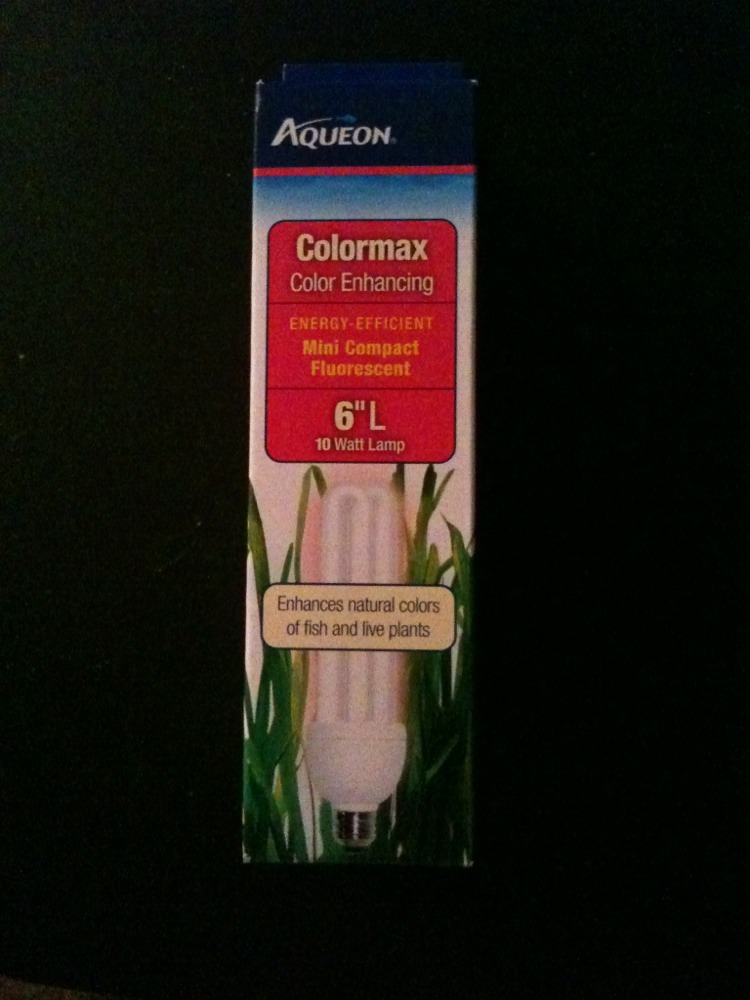 AQUEON
Colormax
Color Enhancing
ENERGY-EFFICIENT
Mini Compact
Fluorescent
6" L
10 Watt Lamp
Enhances natural colors
of fish and live plants